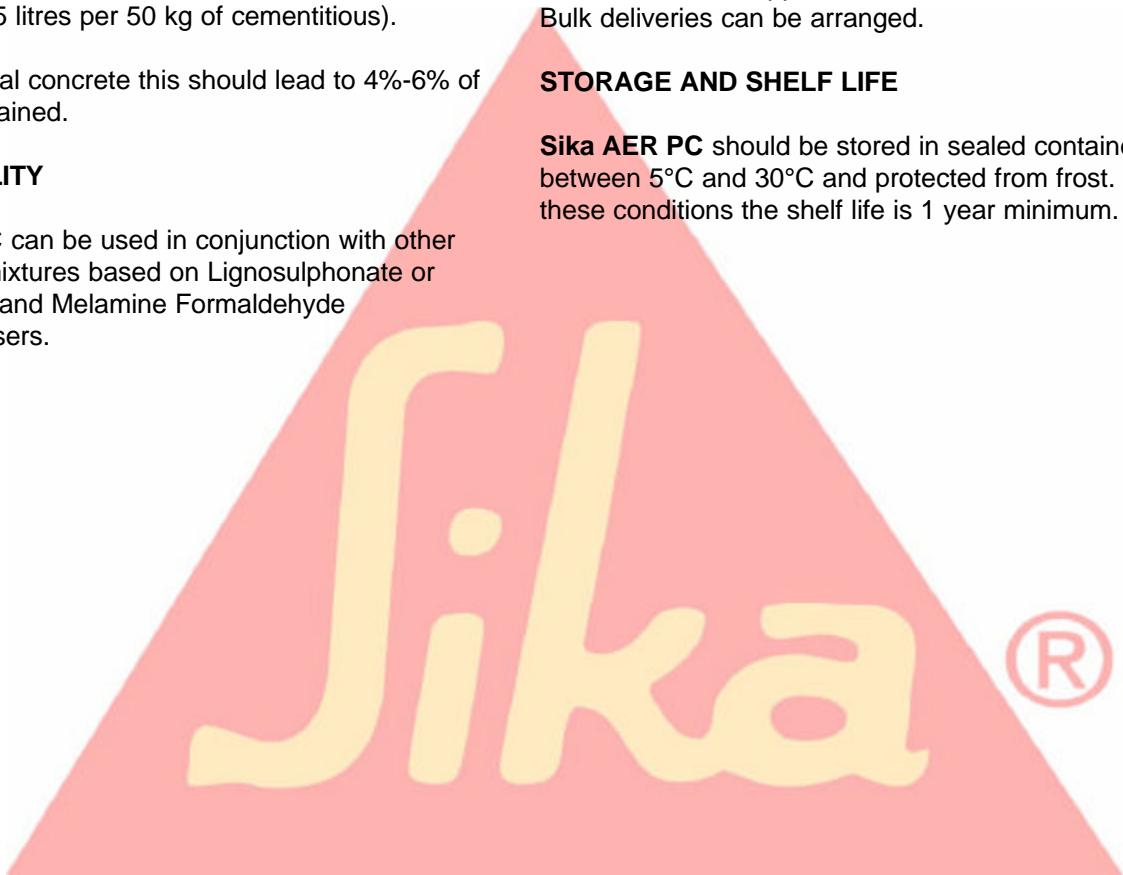 5 litres per 50 kg of cementitious).
al concrete this should lead to 4%-6% of
ained.
LITY
C can be used in conjunction with other
ixtures based on Lignosulphonate or
and Melamine Formaldehyde
sers.
Bulk deliveries can be arranged.
STORAGE AND SHELF LIFE
Sika AER PC should be stored in sealed containe
between 5°C and 30°C and protected from frost.
these conditions the shelf life is 1 year minimum.
Sika ®